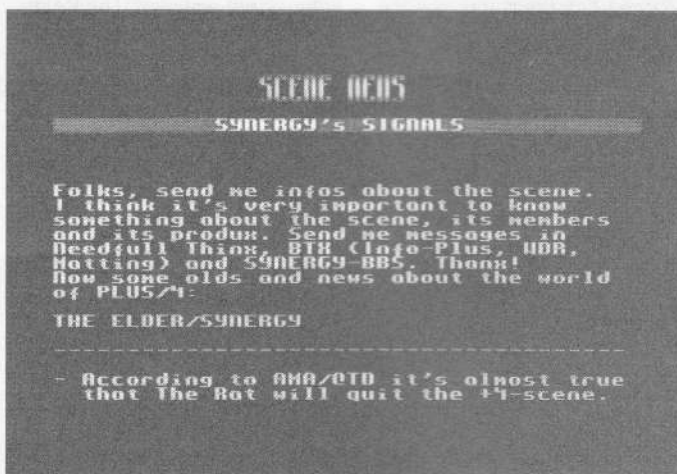 SCENE NEWS
SYNERGY's SIGNALS
Folks, send me infos about the scene.
I think it's very important to know
something about the scene, its members
and its produx. Send me messages in
Needfull Thinx, BTX (Info-Plus, WDR,
Matting) and SYNERGY-BBS. Thanx!
Now some olds and news about the world
of PLUS/4:
THE ELDER/SYNERGY
- According to AMA/@TD it's almost true
that The Rat will quit the +4-scene.